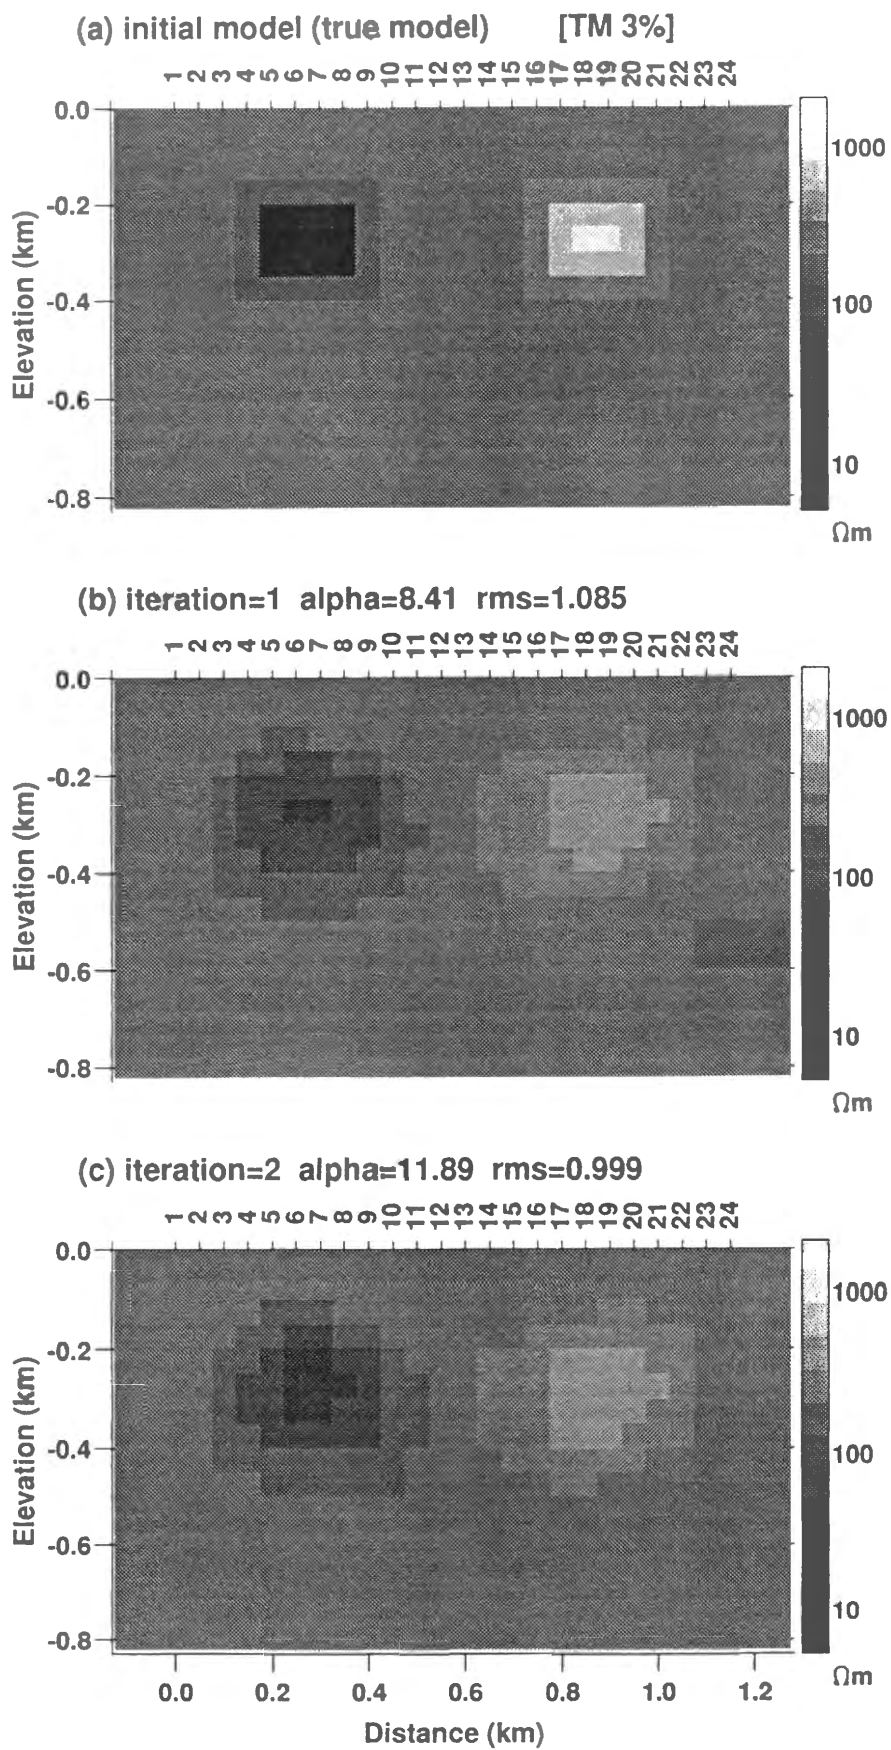 (a) initial model (true model) [TM 3%]
1 2 3 4 5 6 7 8 9 10 11 12 13 14 15 16 17 18 19 20 21 22 23 24
0.0
-0.2
-0.4
-0.6
-0.8
Elevation (km)
1000
100
10
Ωm
(b) iteration=1 alpha=8.41 rms=1.085
1 2 3 4 5 6 7 8 9 10 11 12 13 14 15 16 17 18 19 20 21 22 23 24
0.0
-0.2
-0.4
-0.6
-0.8
Elevation (km)
1000
100
10
Ωm
(c) iteration=2 alpha=11.89 rms=0.999
1 2 3 4 5 6 7 8 9 10 11 12 13 14 15 16 17 18 19 20 21 22 23 24
0.0
-0.2
-0.4
-0.6
-0.8
Elevation (km)
1000
100
10
Ωm
0.0 0.2 0.4 0.6 0.8 1.0 1.2
Distance (km)